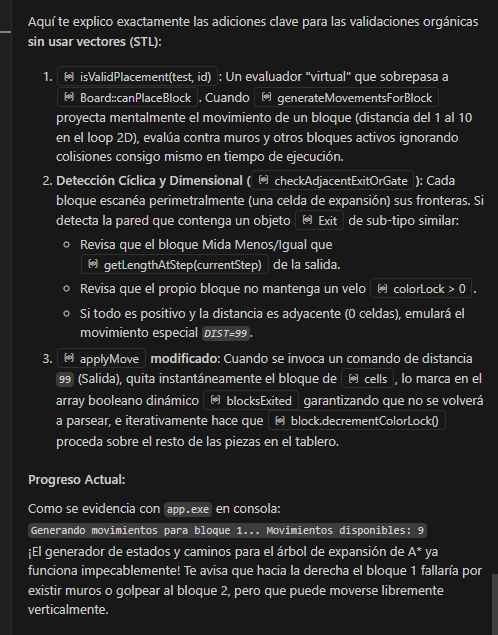 Aquí te explico exactamente las adiciones clave para las validaciones orgánicas
sin usar vectores (STL):
1. isValidPlacement(test, id) : Un evaluador "virtual" que sobrepasa a
Board::canPlaceBlock . Cuando generateMovementsForBlock
proyecta mentalmente el movimiento de un bloque (distancia del 1 al 10
en el loop 2D), evalúa contra muros y otros bloques activos ignorando
colisiones consigo mismo en tiempo de ejecución.
2. Detección Cíclica y Dimensional ( checkAdjacentExitOrGate ): Cada
bloque escanéa perimetralmente (una celda de expansión) sus fronteras. Si
detecta la pared que contenga un objeto Exit de sub-tipo similar:
○ Revisa que el bloque Mida Menos/Igual que
getLengthAtStep(currentStep) de la salida.
○ Revisa que el propio bloque no mantenga un velo colorLock > 0 .
○ Si todo es positivo y la distancia es adyacente (0 celdas), emulará el
movimiento especial DIST=99 .
3. applyMove modificado: Cuando se invoca un comando de distancia
99 (Salida), quita instantáneamente el bloque de cells , lo marca en el
array booleano dinámico blocksExited garantizando que no se volverá
a parsear, e iterativamente hace que block.decrementColorLock()
proceda sobre el resto de las piezas en el tablero.
Progreso Actual:
Como se evidencia con app.exe en consola:
Generando movimientos para bloque 1... Movimientos disponibles: 9
¡El generador de estados y caminos para el árbol de expansión de A* ya
funciona impecablemente! Te avisa que hacia la derecha el bloque 1 fallaría por
existir muros o golpear al bloque 2, pero que puede moverse libremente
verticalmente.